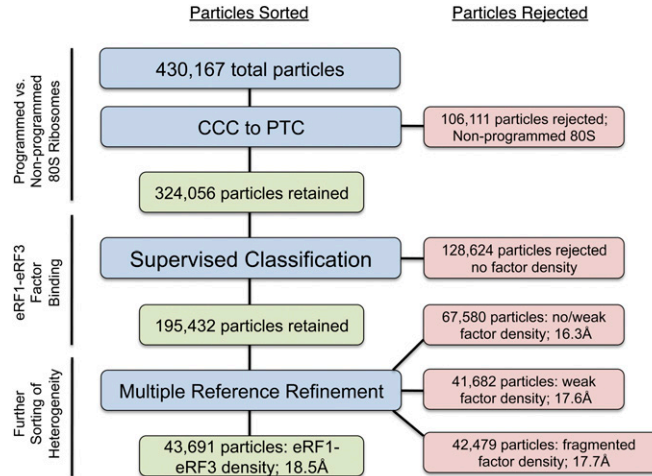 Particles Sorted
Particles Rejected
Programmed vs.
Non-programmed
80S Ribosomes
430,167 total particles
CCC to PTC
106,111 particles rejected;
Non-programmed 80S
324,056 particles retained
eRF1-eRF3
Factor
Binding
Supervised Classification
128,624 particles rejected
no factor density
195,432 particles retained
67,580 particles: no/weak
factor density; 16.3Å
Further
Sorting of
Heterogeneity
Multiple Reference Refinement
41,682 particles: weak
factor density; 17.6Å
43,691 particles: eRF1-
eRF3 density; 18.5Å
42,479 particles: fragmented
factor density; 17.7Å